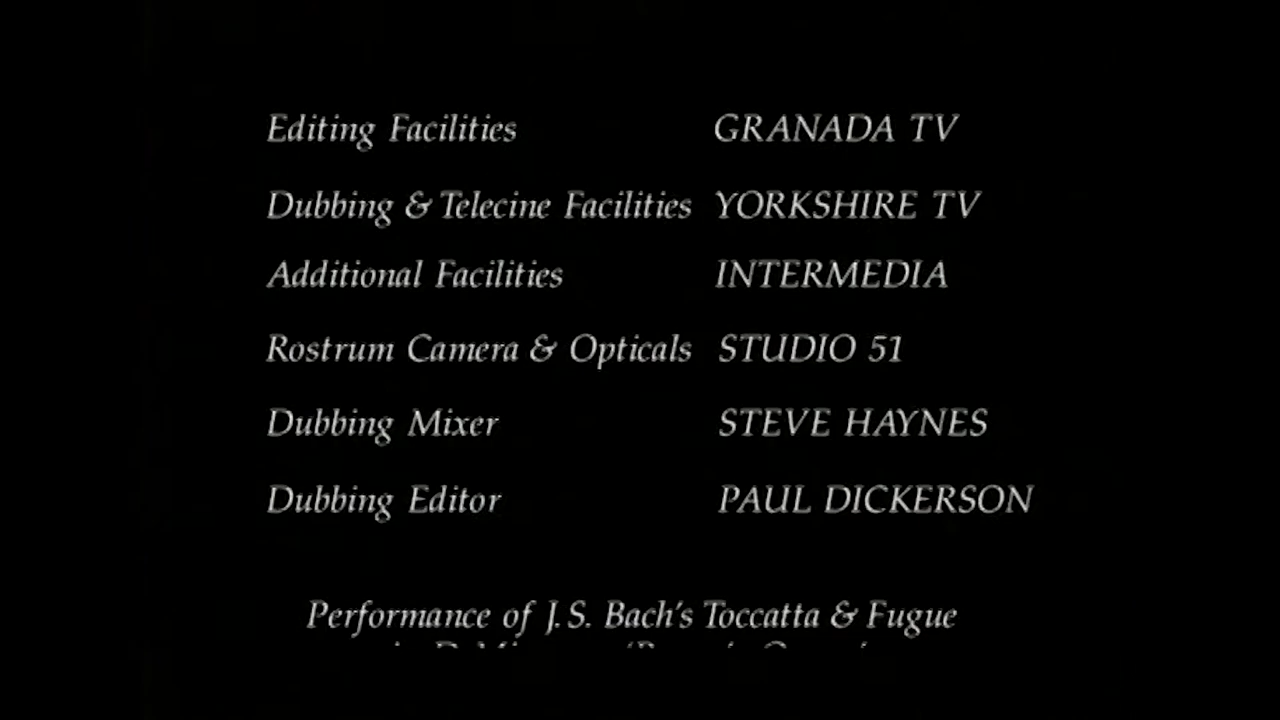 Editing Facilities GRANADA TV
Dubbing & Telecine Facilities YORKSHIRE TV
Additional Facilities INTERMEDIA
Rostrum Camera & Opticals STUDIO 51
Dubbing Mixer STEVE HAYNES
Dubbing Editor PAUL DICKERSON
Performance of J.S. Bach's Toccatta & Fugue